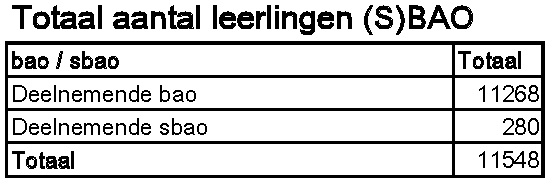 Totaal aantal leerlingen (S)BAO
bao / sbao Totaal
Deelnemende bao 11268
Deelnemende sbao 280
Totaal 11548